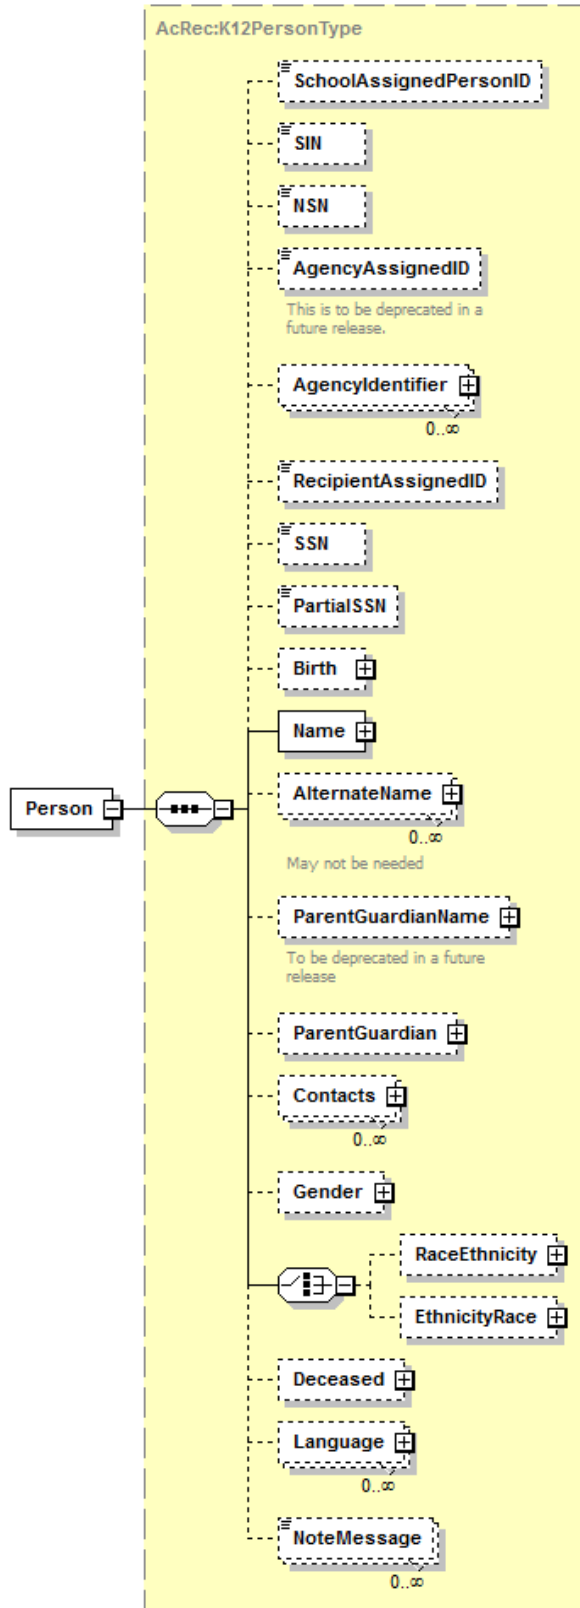 AcRec:K12PersonType
SchoolAssignedPersonID
SIN
NSN
AgencyAssignedID
This is to be deprecated in a
future release.
AgencyIdentifier
0..∞
RecipientAssignedID
SSN
PartialSSN
Birth
Name
Person
AlternateName
0..∞
May not be needed
ParentGuardianName
To be deprecated in a future
release
ParentGuardian
Contacts
0..∞
Gender
RaceEthnicity
EthnicityRace
Deceased
Language
0..∞
NoteMessage
0..∞